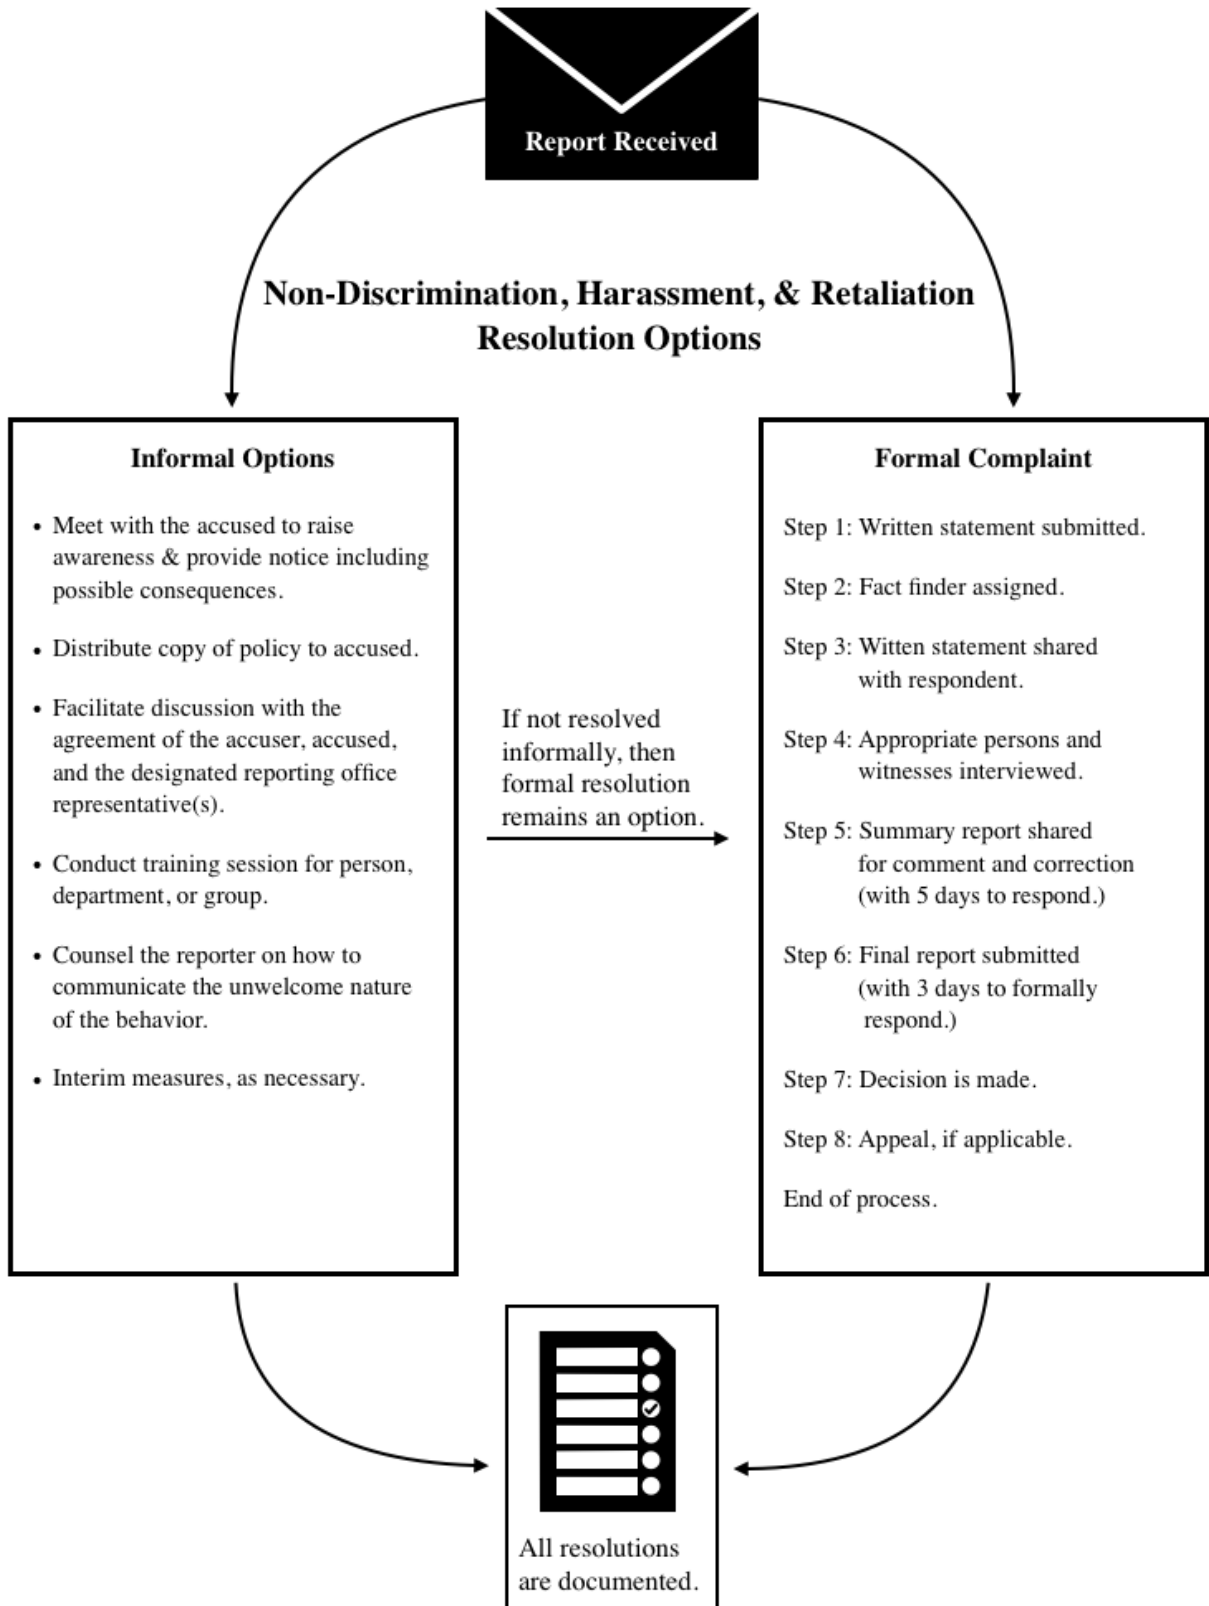 Report Received
Non-Discrimination, Harassment, & Retaliation
Resolution Options
Informal Options
• Meet with the accused to raise
awareness & provide notice including
possible consequences.
• Distribute copy of policy to accused.
• Facilitate discussion with the
agreement of the accuser, accused,
and the designated reporting office
representative(s).
• Conduct training session for person,
department, or group.
• Counsel the reporter on how to
communicate the unwelcome nature
of the behavior.
• Interim measures, as necessary.
If not resolved
informally, then
formal resolution
remains an option.
Formal Complaint
Step 1: Written statement submitted.
Step 2: Fact finder assigned.
Step 3: Witten statement shared
with respondent.
Step 4: Appropriate persons and
witnesses interviewed.
Step 5: Summary report shared
for comment and correction
(with 5 days to respond.)
Step 6: Final report submitted
(with 3 days to formally
respond.)
Step 7: Decision is made.
Step 8: Appeal, if applicable.
End of process.
All resolutions
are documented.